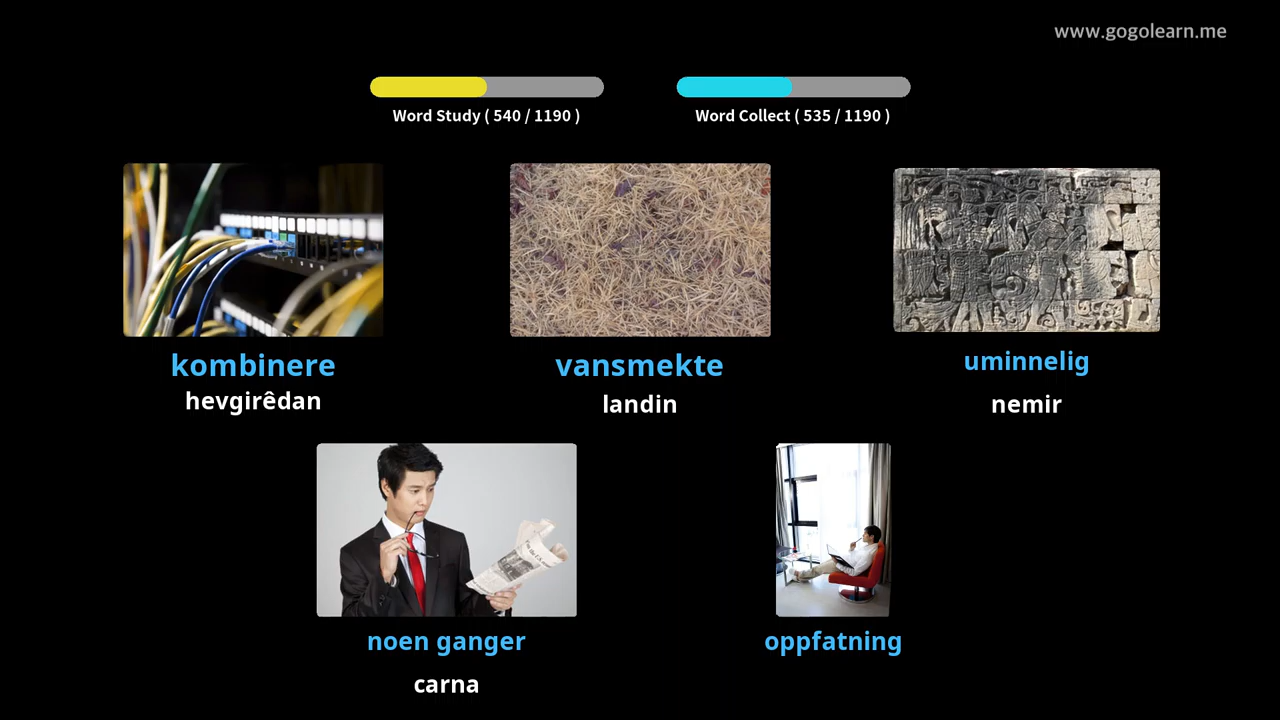 www.gogolearn.me
Word Study ( 540 / 1190 )
Word Collect ( 535 / 1190 )
kombinere
hevgirêdan
vansmekte
landin
uminnelig
nemir
noen ganger
carna
oppfatning